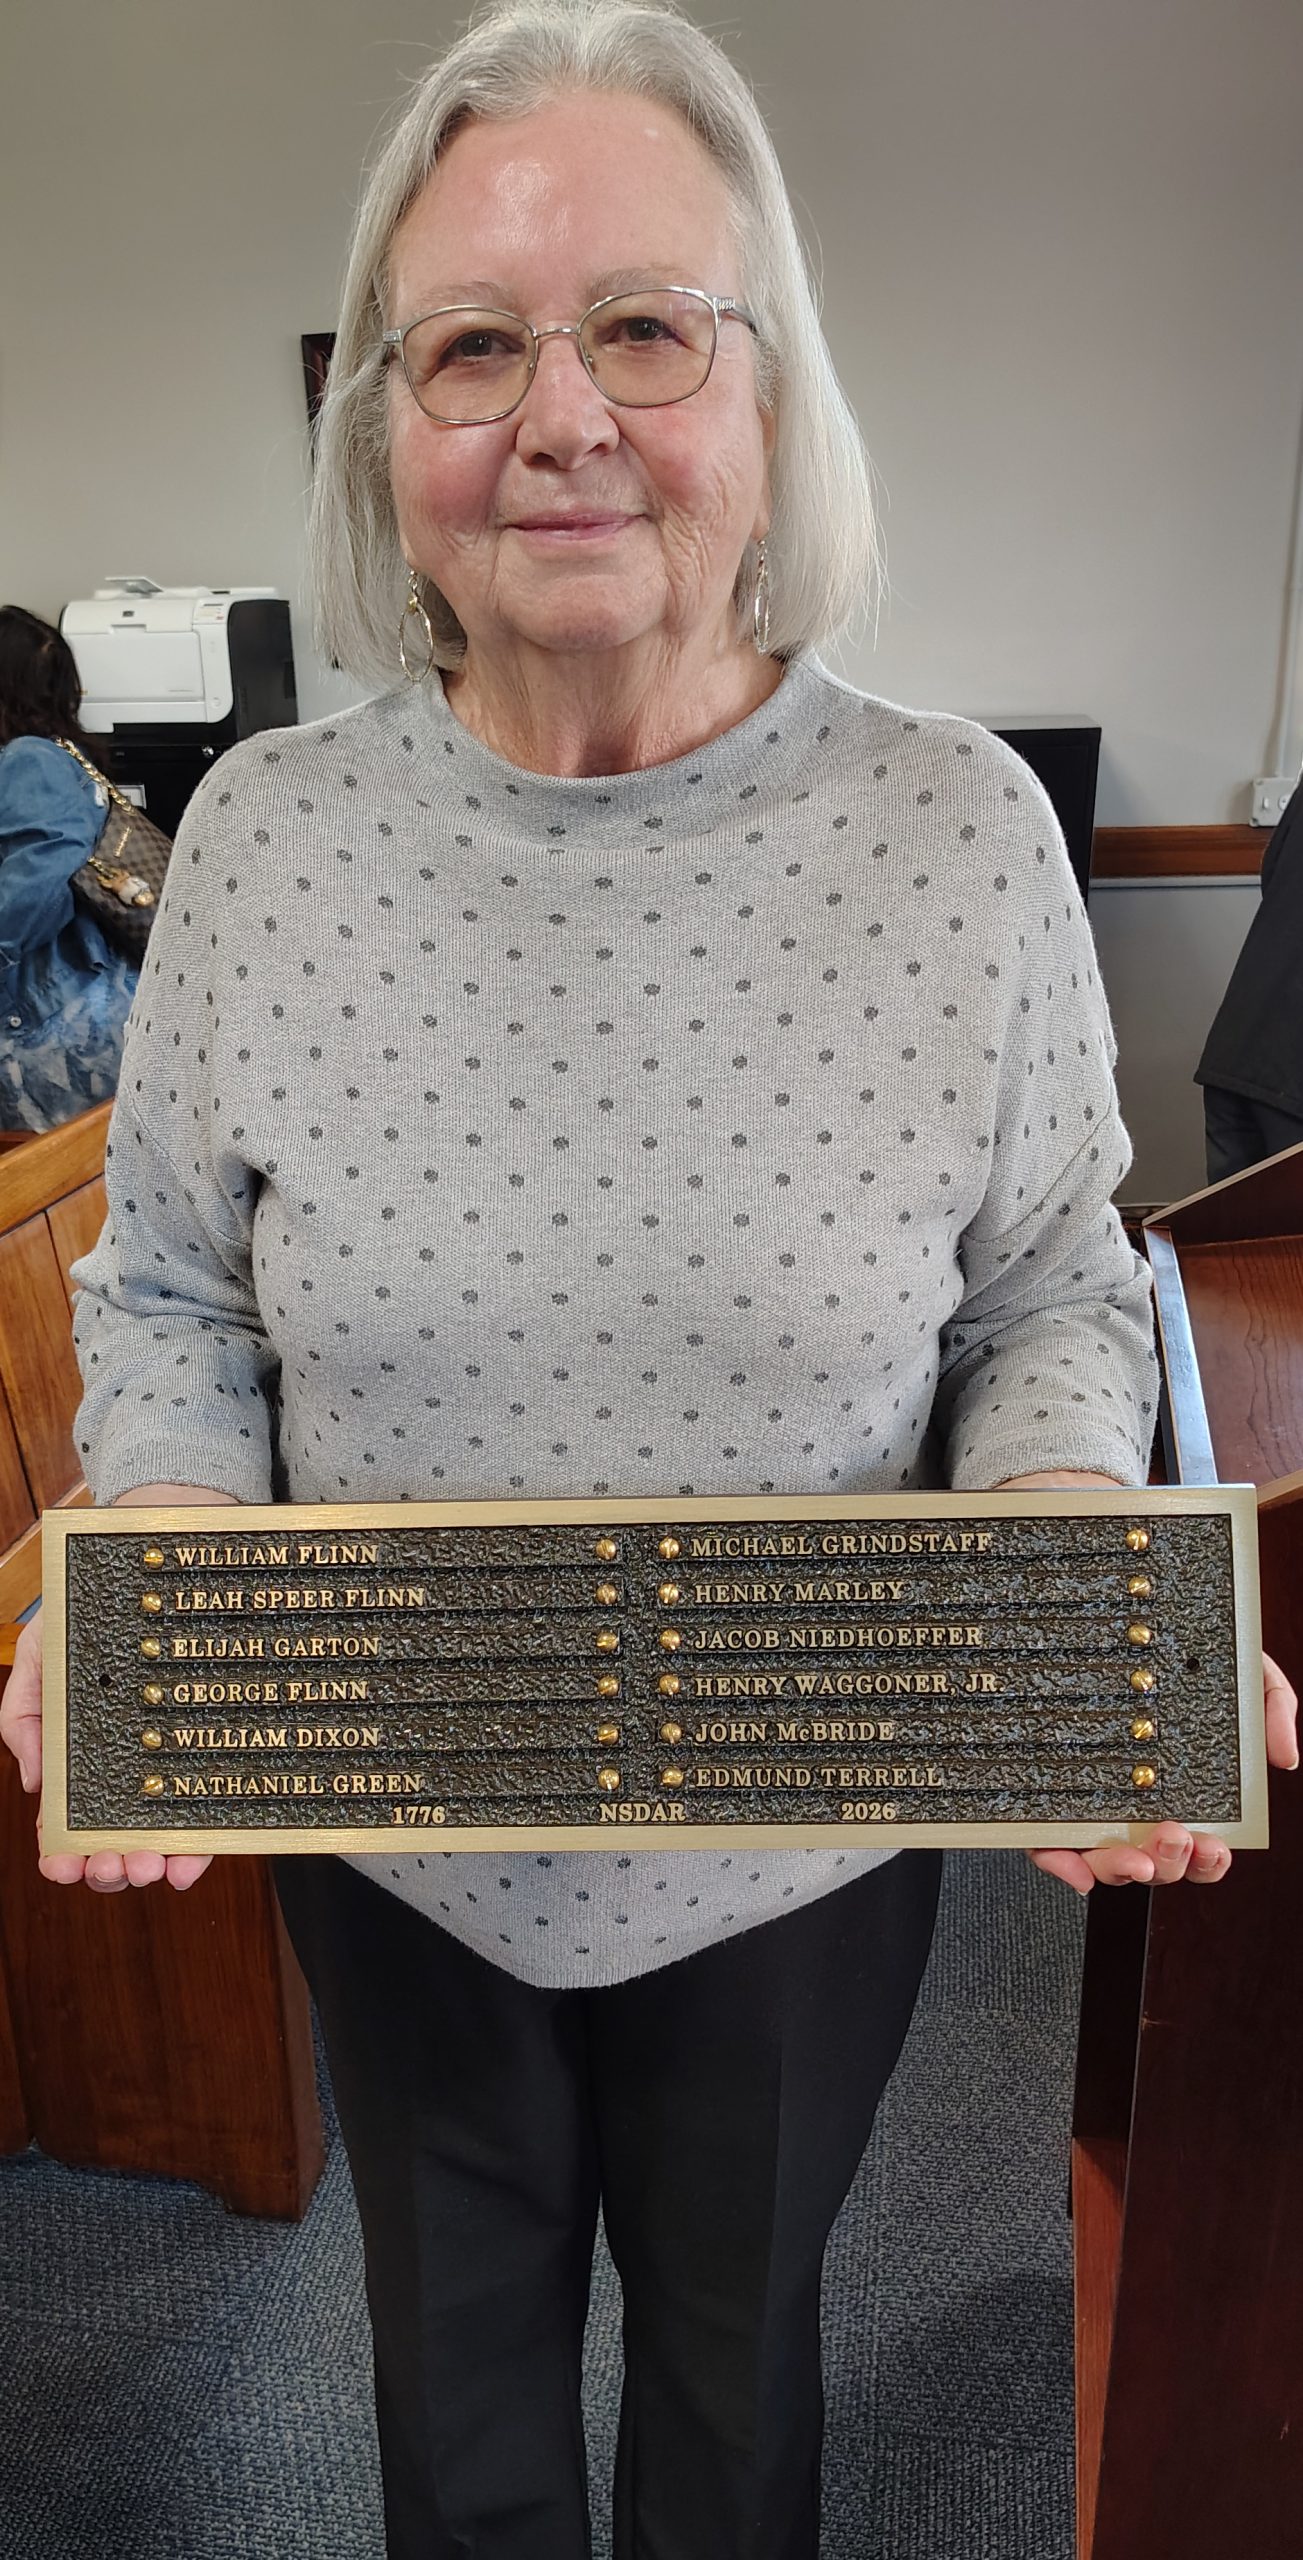 WILLIAM FLINN
LEAH SPEER FLINN
ELIJAH GARTON
GEORGE FLINN
WILLIAM DIXON
NATHANIEL GREEN
MICHAEL GRINDSTAFF
HENRY MARLEY
JACOB NIEDHOEFFER
HENRY WAGGONER, JR.
JOHN McBRIDE
EDMUND TERRELL
1776 NSDAR 2026